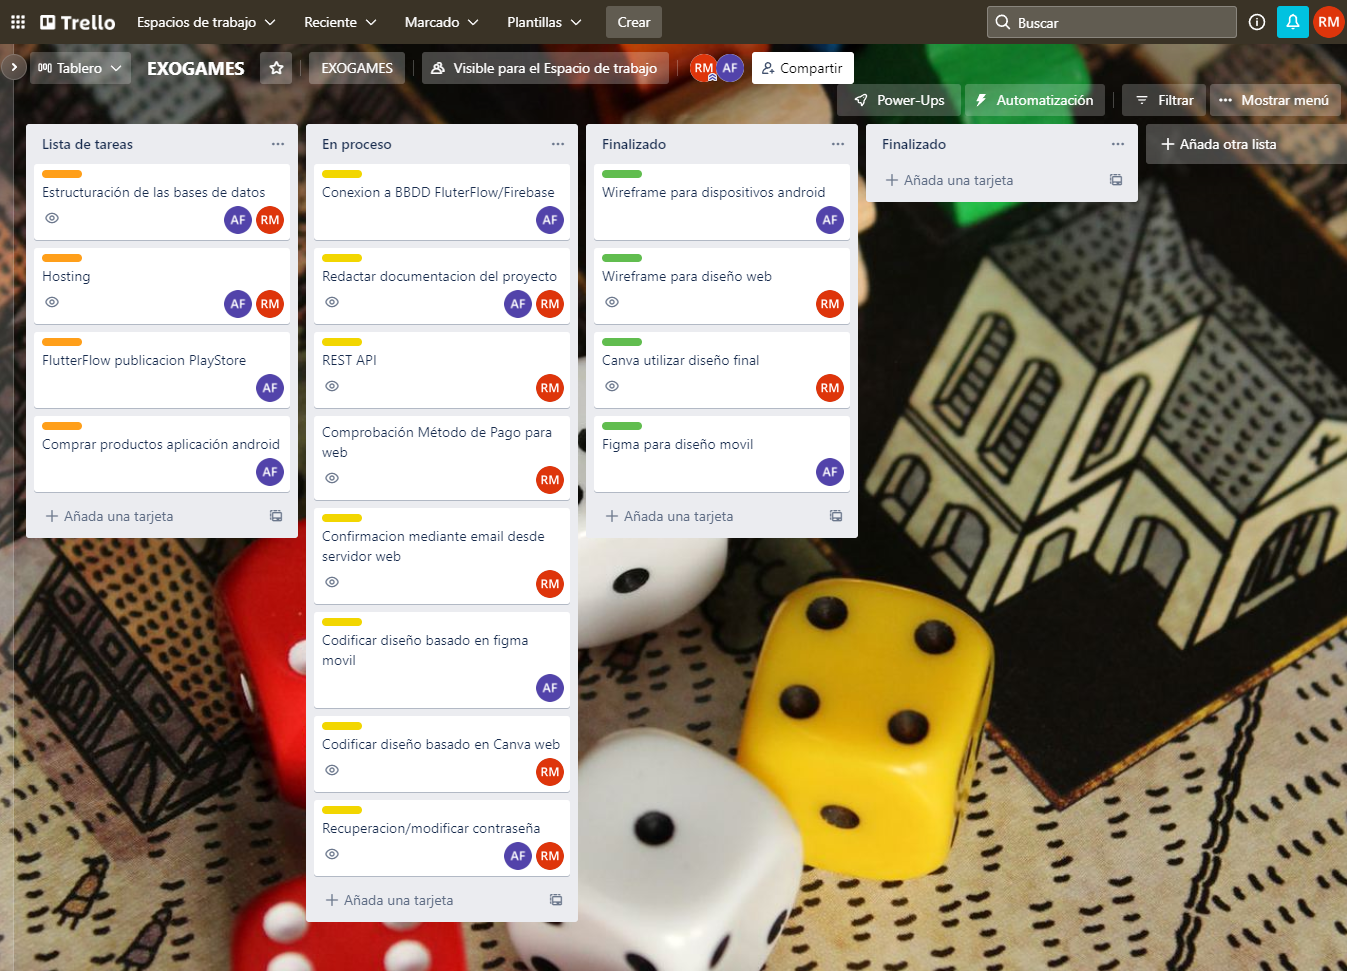 Trello
Espacios de trabajo
Reciente
Marcado
Plantillas
Crear
Buscar
RM
Tablero
EXOGAMES
EXOGAMES
Visible para el Espacio de trabajo
RM
AF
Compartir
Power-Ups
Automatización
Filtrar
Mostrar menú
Lista de tareas
Estructuración de las bases de datos
AF RM
Hosting
AF RM
FlutterFlow publicacion PlayStore
AF
Comprar productos aplicación android
AF
Añada una tarjeta
En proceso
Conexion a BBDD FluterFlow/Firebase
AF
Redactar documentacion del proyecto
AF RM
REST API
RM
Comprobación Método de Pago para
web
RM
Confirmacion mediante email desde
servidor web
RM
Codificar diseño basado en figma
movil
AF
Codificar diseño basado en Canva web
RM
Recuperacion/modificar contraseña
AF RM
Añada una tarjeta
Finalizado
Wireframe para dispositivos android
AF
Wireframe para diseño web
RM
Canva utilizar diseño final
RM
Figma para diseño movil
AF
Añada una tarjeta
Finalizado
Añada una tarjeta
Añada otra lista